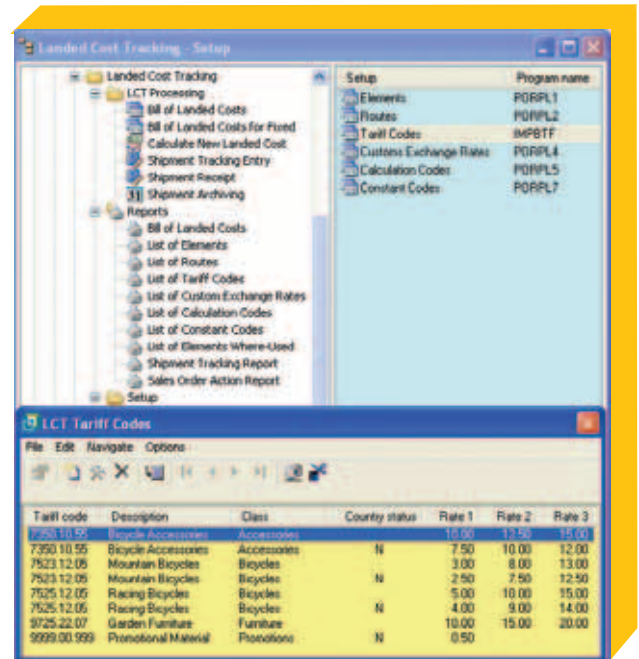 Landed Cost Tracking - Setup
Landed Cost Tracking
LCT Processing
Bill of Landed Costs
Bill of Landed Costs for Fixed
Calculate New Landed Cost
Shipment Tracking Entry
Shipment Receipt
31 Shipment Archiving
Reports
Bill of Landed Costs
List of Elements
List of Routes
List of Tariff Codes
List of Custom Exchange Rates
List of Calculation Codes
List of Constant Codes
List of Elements Where-Used
Shipment Tracking Report
Sales Order Action Report
Setup
Setup Program name
Elements PORPL1
Routes PORPL2
Tariff Codes IMPBTF
Customs Exchange Rates PORPL4
Calculation Codes PORPL5
Constant Codes PORPL7
LCT Tariff Codes
File Edit Navigate Options
Tariff code Description Class Country status Rate 1 Rate 2 Rate 3
7350.10.55 Bicycle Accessories Accessories 10.00 12.50 15.00
7350.10.55 Bicycle Accessories Accessories N 7.50 10.00 12.00
7523.12.05 Mountain Bicycles Bicycles 3.00 8.00 13.00
7523.12.05 Mountain Bicycles Bicycles N 2.50 7.50 12.50
7525.12.05 Racing Bicycles Bicycles 5.00 10.00 15.00
7525.12.05 Racing Bicycles Bicycles N 4.00 9.00 14.00
9725.22.07 Garden Furniture Furniture 10.00 15.00 20.00
9999.00.999 Promotional Material Promotions N 0.50